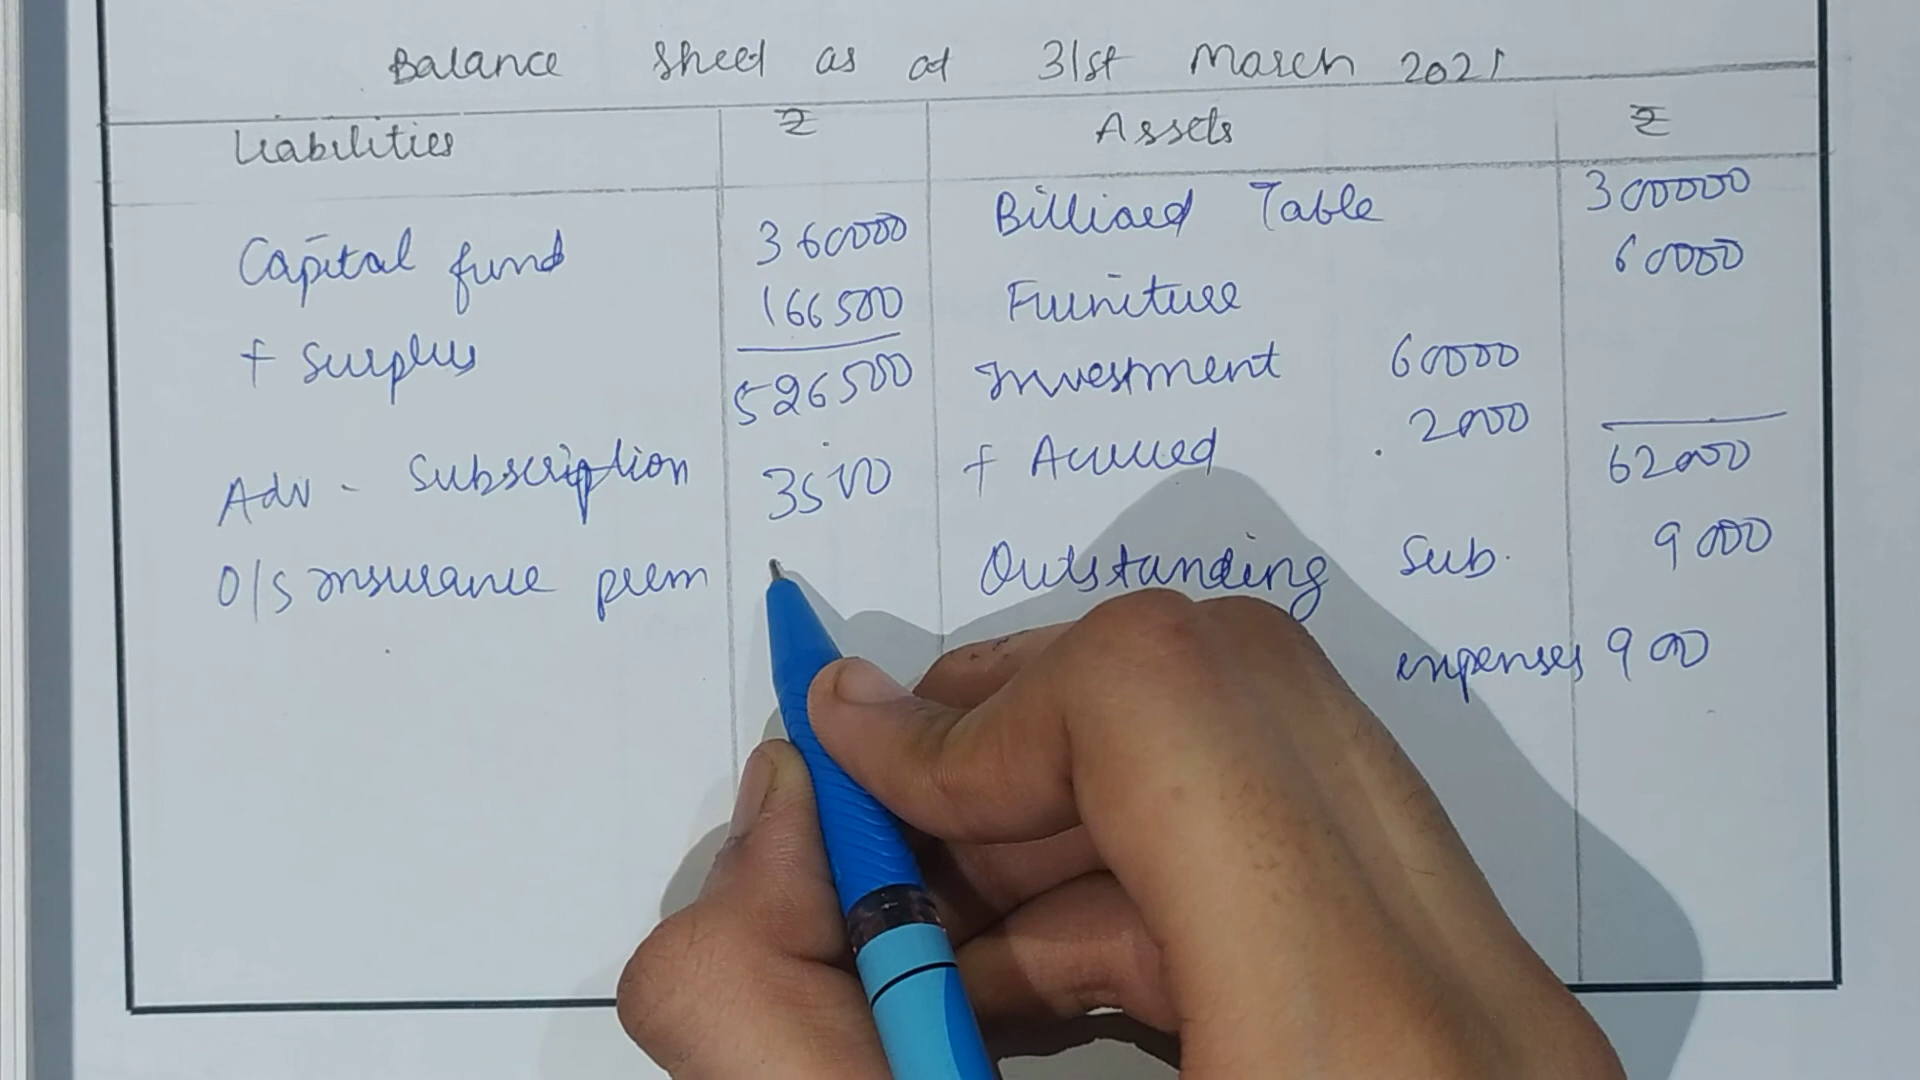 Balance Sheet as at 31st March 2021
Liabilities ₹ Assets ₹
Capital fund 360000 Billiard Table 300000
+ Surplus 166500 Furniture 60000
526500 Investment 60000
Adv - Subscription 3500 + Accrued 2000 62000
O/S Insurance prem Outstanding Sub. 9000
expenses 900